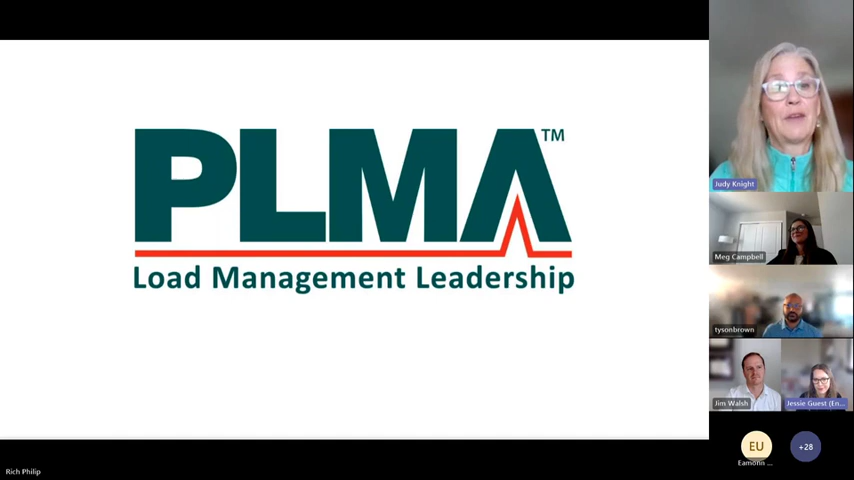 PLMA™
Load Management Leadership
Judy Knight
Meg Campbell
tysonbrown
Jim Walsh
Jessie Guest (En...
EU
+28
Eamonn ...
Rich Philip